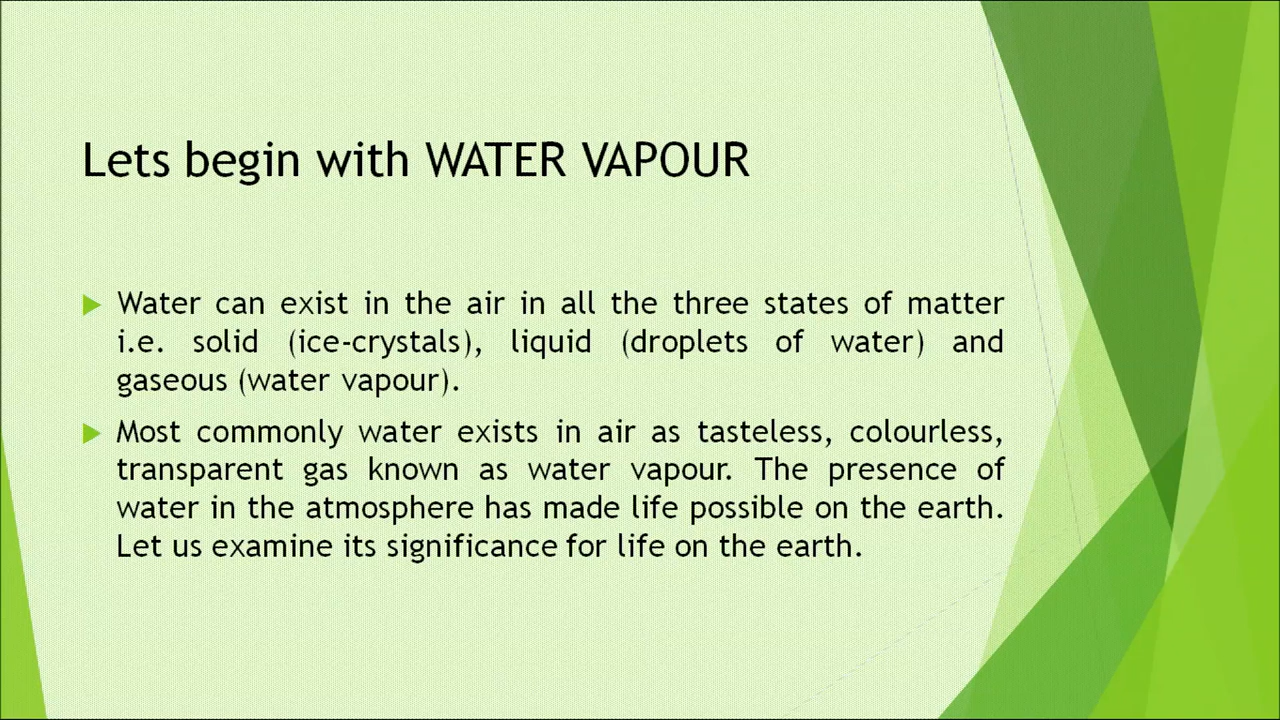 Lets begin with WATER VAPOUR
Water can exist in the air in all the three states of matter
i.e. solid (ice-crystals), liquid (droplets of water) and
gaseous (water vapour).
Most commonly water exists in air as tasteless, colourless,
transparent gas known as water vapour. The presence of
water in the atmosphere has made life possible on the earth.
Let us examine its significance for life on the earth.